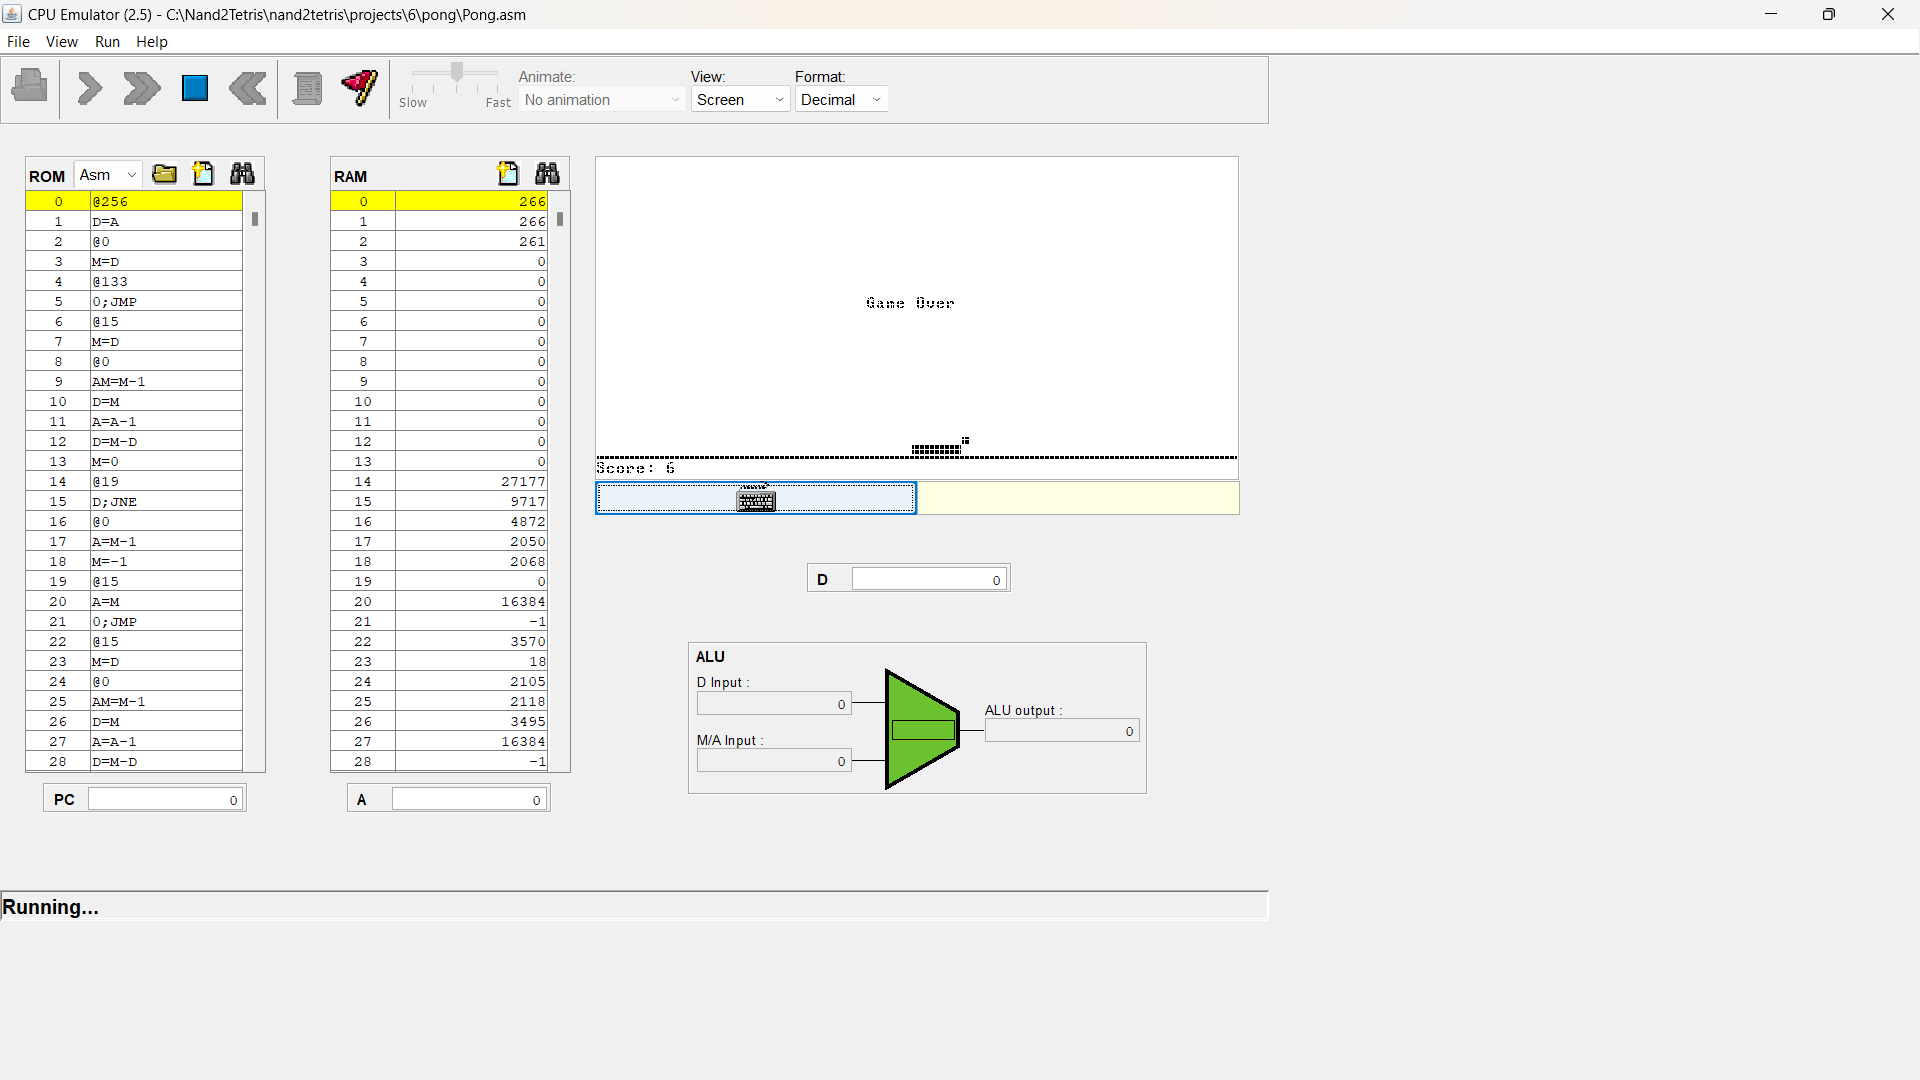 CPU Emulator (2.5) - C:\Nand2Tetris\nand2tetris\projects\6\pong\Pong.asm
File View Run Help
Slow Fast
Animate:
No animation
View:
Screen
Format:
Decimal
ROM Asm
0 @256
1 D=A
2 @0
3 M=D
4 @133
5 0;JMP
6 @15
7 M=D
8 @0
9 AM=M-1
10 D=M
11 A=A-1
12 D=M-D
13 M=0
14 @19
15 D;JNE
16 @0
17 A=M-1
18 M=-1
19 @15
20 A=M
21 0;JMP
22 @15
23 M=D
24 @0
25 AM=M-1
26 D=M
27 A=A-1
28 D=M-D
PC 0
RAM
0 266
1 266
2 261
3 0
4 0
5 0
6 0
7 0
8 0
9 0
10 0
11 0
12 0
13 0
14 27177
15 9717
16 4872
17 2050
18 2068
19 0
20 16384
21 -1
22 3570
23 18
24 2105
25 2118
26 3495
27 16384
28 -1
A 0
Game Over
Score: 6
D 0
ALU
D Input :
0
M/A Input :
0
ALU output :
0
Running...